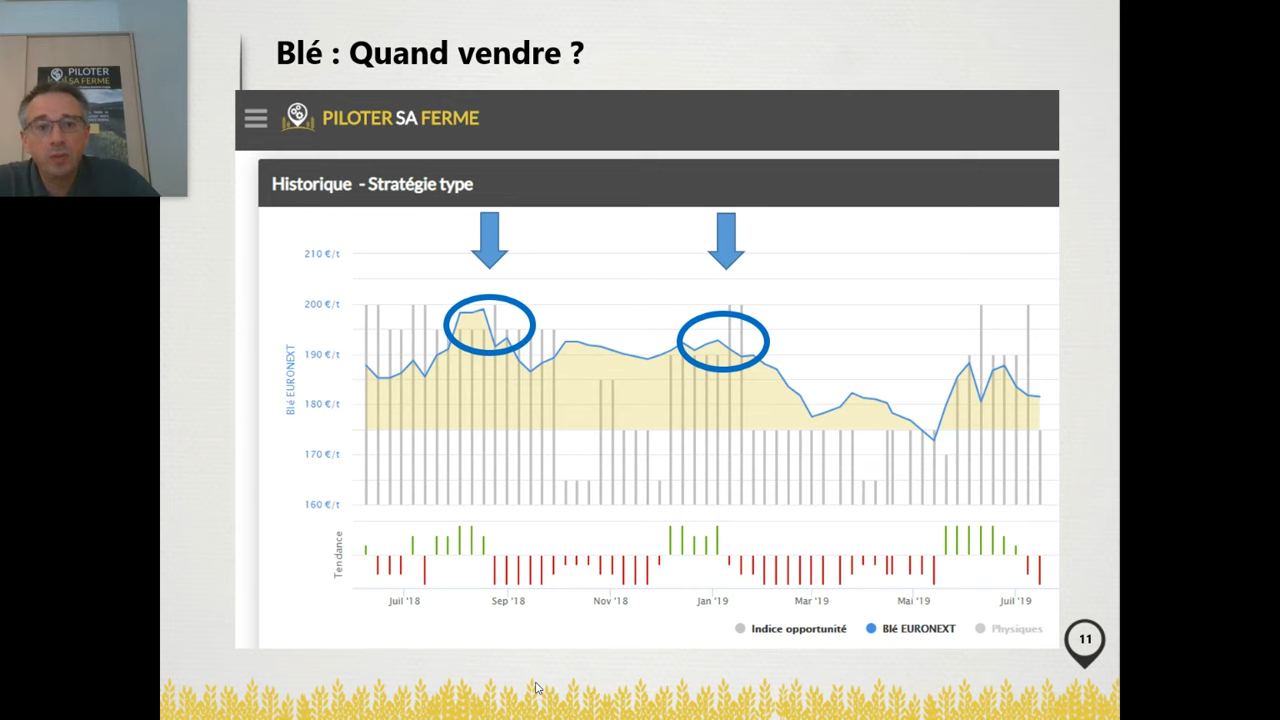 Blé : Quand vendre ?
PILOTER
SA FERME
PILOTER SA FERME
Historique - Stratégie type
210 €/t
200 €/t
190 €/t
180 €/t
170 €/t
160 €/t
Blé EURONEXT
Tendance
Juil '18
Sep '18
Nov '18
Jan '19
Mar '19
Mai '19
Juil '19
Indice opportunité
Blé EURONEXT
Physiques
11